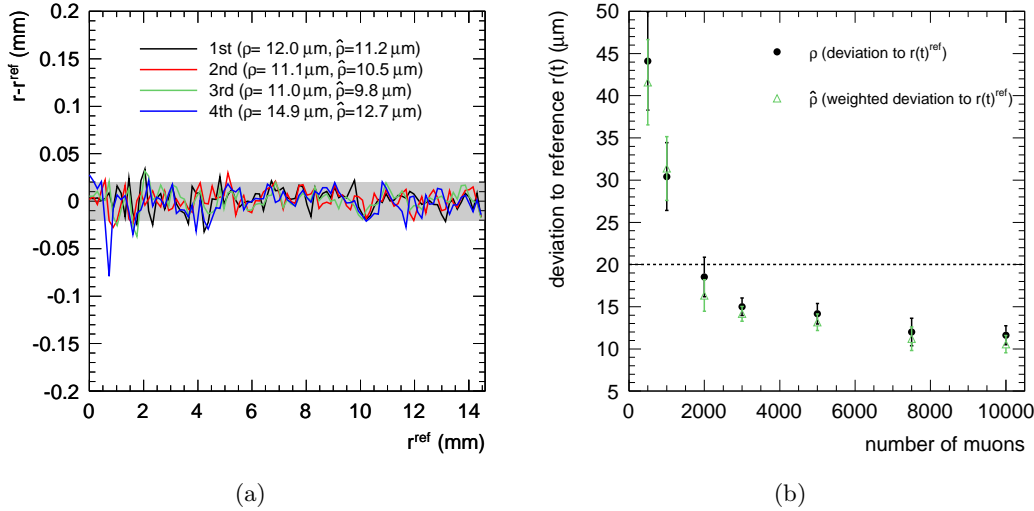 r-r^ref (mm)
0.2
0.15
0.1
0.05
0
-0.05
-0.1
-0.15
-0.2
1st (ρ= 12.0 μm, ρ̂=11.2 μm)
2nd (ρ= 11.1 μm, ρ̂=10.5 μm)
3rd (ρ= 11.0 μm, ρ̂=9.8 μm)
4th (ρ= 14.9 μm, ρ̂=12.7 μm)
0 2 4 6 8 10 12 14
r^ref (mm)
(a)
deviation to reference r(t) (μm)
50
45
40
35
30
25
20
15
10
5
ρ (deviation to r(t)^ref)
ρ̂ (weighted deviation to r(t)^ref)
0 2000 4000 6000 8000 10000
number of muons
(b)